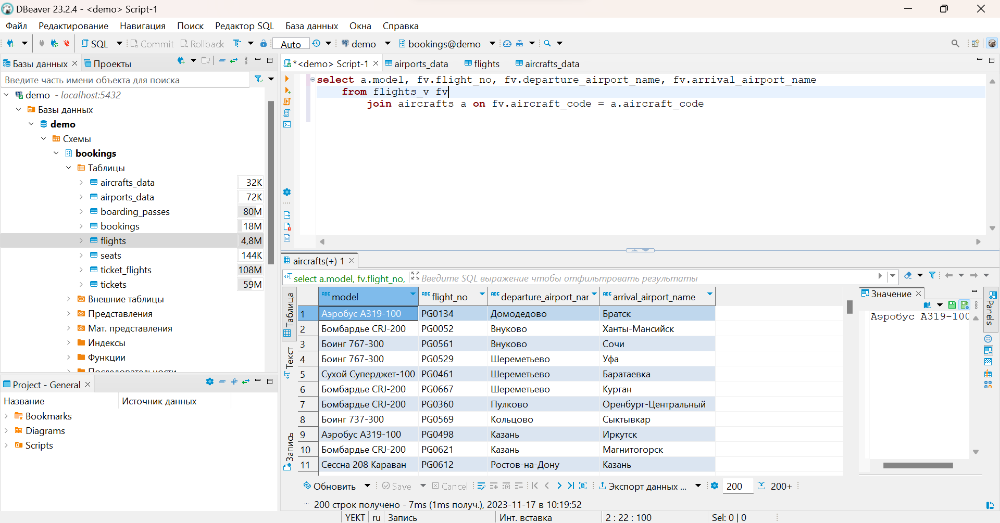 DBeaver 23.2.4 - <demo> Script-1
Файл Редактирование Навигация Поиск Редактор SQL База данных Окна Справка
SQL Commit Rollback Auto demo bookings@demo
Базы данных Проекты
Введите часть имени объекта для поиска
demo - localhost:5432
Базы данных
demo
Схемы
bookings
Таблицы
aircrafts_data 32K
airports_data 72K
boarding_passes 80M
bookings 18M
flights 4,8M
seats 144K
ticket_flights 108M
tickets 59M
Внешние таблицы
Представления
Мат. представления
Индексы
Функции
Последовательности
Project - General
Название Источник данных
Bookmarks
Diagrams
Scripts
*<demo> Script-1 airports_data flights aircrafts_data
select a.model, fv.flight_no, fv.departure_airport_name, fv.arrival_airport_name
from flights_v fv
join aircrafts a on fv.aircraft_code = a.aircraft_code
aircrafts(+) 1
select a.model, fv.flight_no, Введите SQL выражение чтобы отфильтровать результаты
Таблица
Текст
Запись
ABC model ABC flight_no ABC departure_airport_nar ABC arrival_airport_name
1 Аэробус A319-100 PG0134 Домодедово Братск
2 Бомбардье CRJ-200 PG0052 Внуково Ханты-Мансийск
3 Боинг 767-300 PG0561 Внуково Сочи
4 Боинг 767-300 PG0529 Шереметьево Уфа
5 Сухой Суперджет-100 PG0461 Шереметьево Баратаевка
6 Бомбардье CRJ-200 PG0667 Шереметьево Курган
7 Бомбардье CRJ-200 PG0360 Пулково Оренбург-Центральный
8 Боинг 737-300 PG0569 Кольцово Сыктывкар
9 Аэробус A319-100 PG0498 Казань Иркутск
10 Бомбардье CRJ-200 PG0621 Казань Магнитогорск
11 Сессна 208 Караван PG0612 Ростов-на-Дону Казань
Значение
Аэробус A319-100
Panels
Обновить Save Cancel Экспорт данных ... 200 200+
200 строк получено - 7ms (1ms получ.), 2023-11-17 в 10:19:52
YEKT ru Запись Инт. вставка 2 : 22 : 100 Sel: 0 | 0